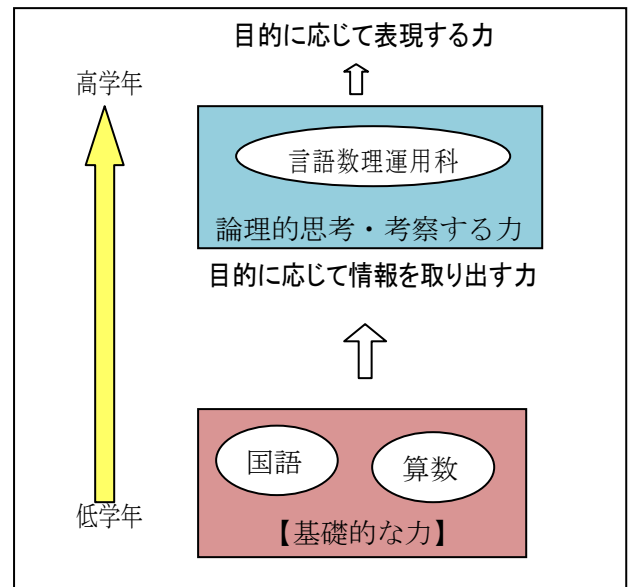 目的に応じて表現する力
高学年
言語数理運用科
論理的思考・考察する力
目的に応じて情報を取り出す力
国語
算数
低学年
【基礎的な力】